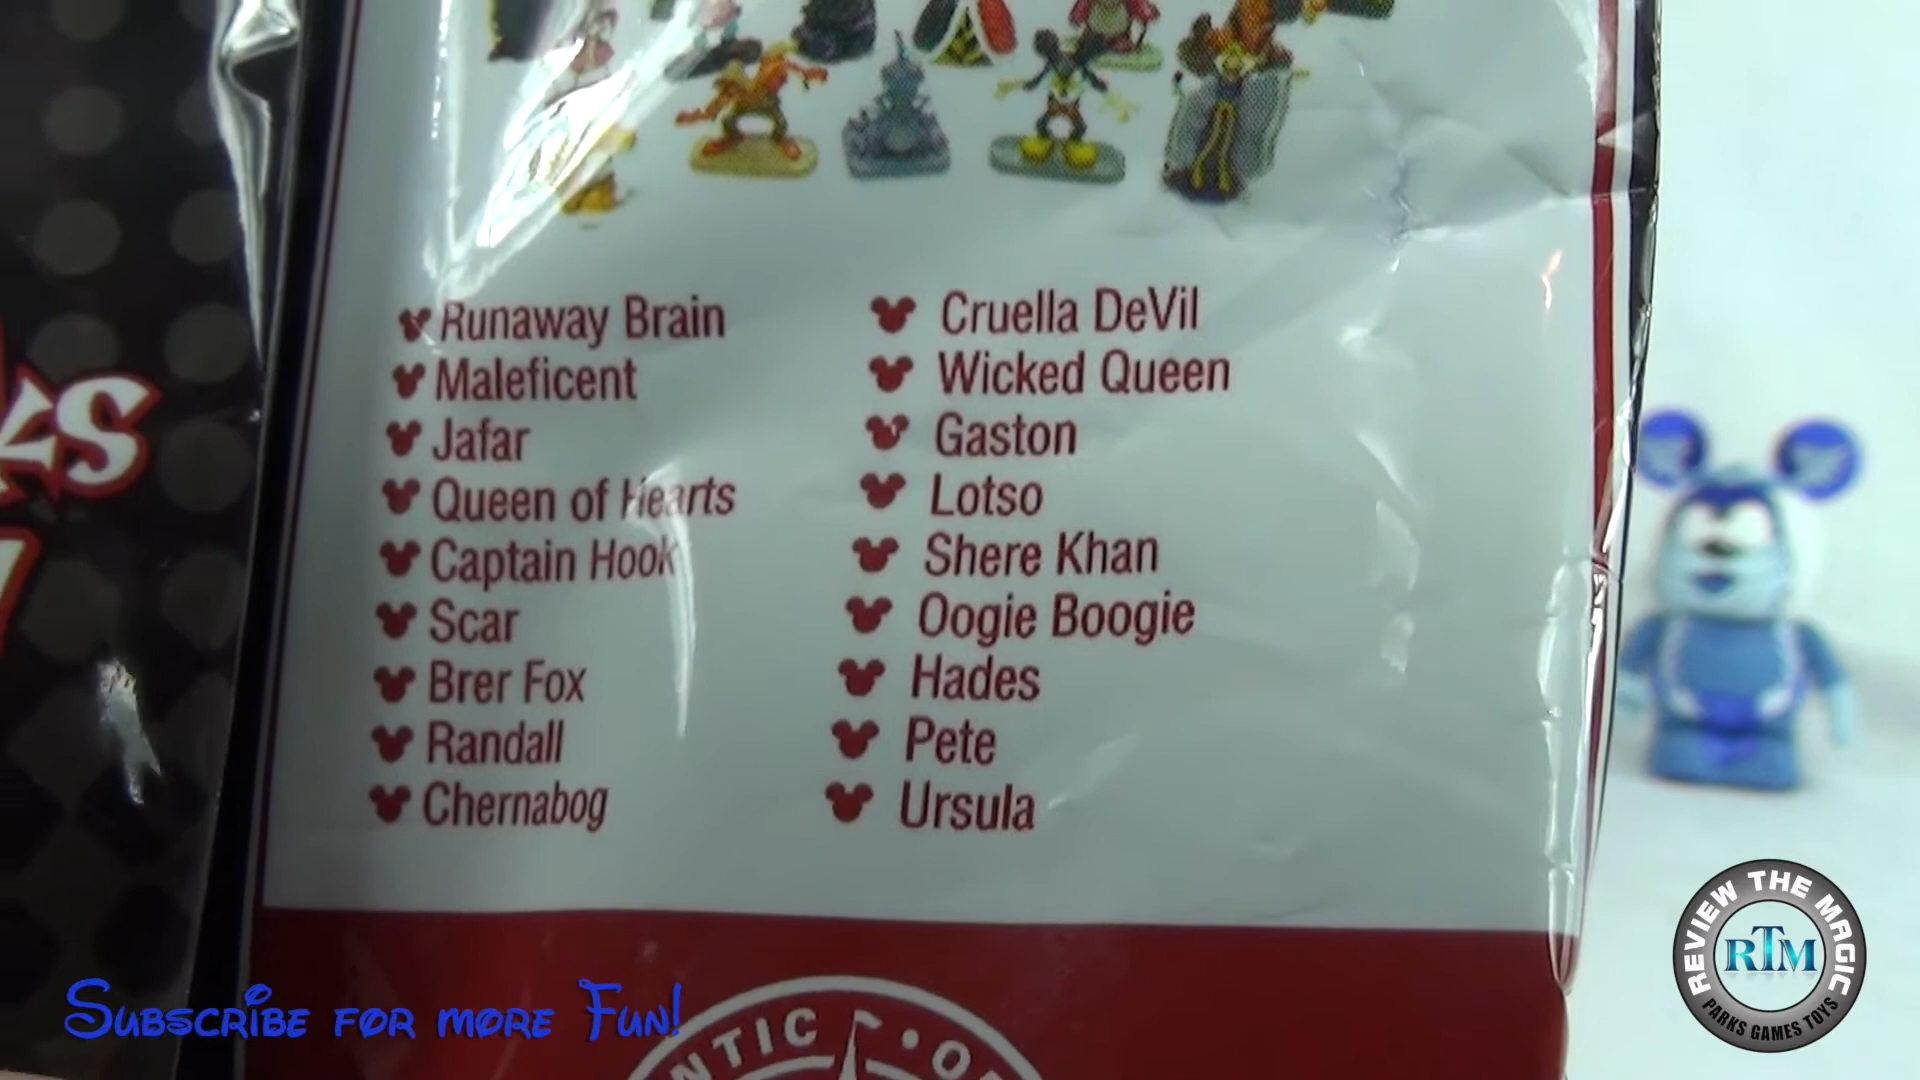 Runaway Brain
Maleficent
Jafar
Queen of Hearts
Captain Hook
Scar
Brer Fox
Randall
Chernabog
Cruella DeVil
Wicked Queen
Gaston
Lotso
Shere Khan
Oogie Boogie
Hades
Pete
Ursula
Subscribe for more Fun!
REVIEW THE MAGIC
RTM
PARKS GAMES TOYS